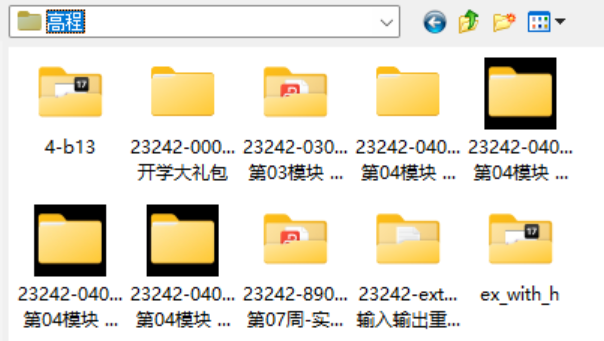 高程
17
4-b13
23242-000...
开学大礼包
23242-030...
第03模块 ...
23242-040...
第04模块 ...
23242-040...
第04模块 ...
23242-040...
第04模块 ...
23242-040...
第04模块 ...
23242-890...
第07周-实...
23242-ext...
输入输出重...
17
ex_with_h